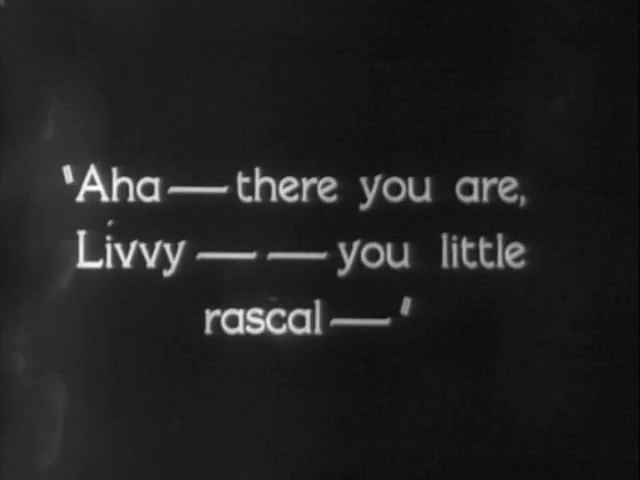 "Aha — there you are,
Livvy — — you little
rascal — "